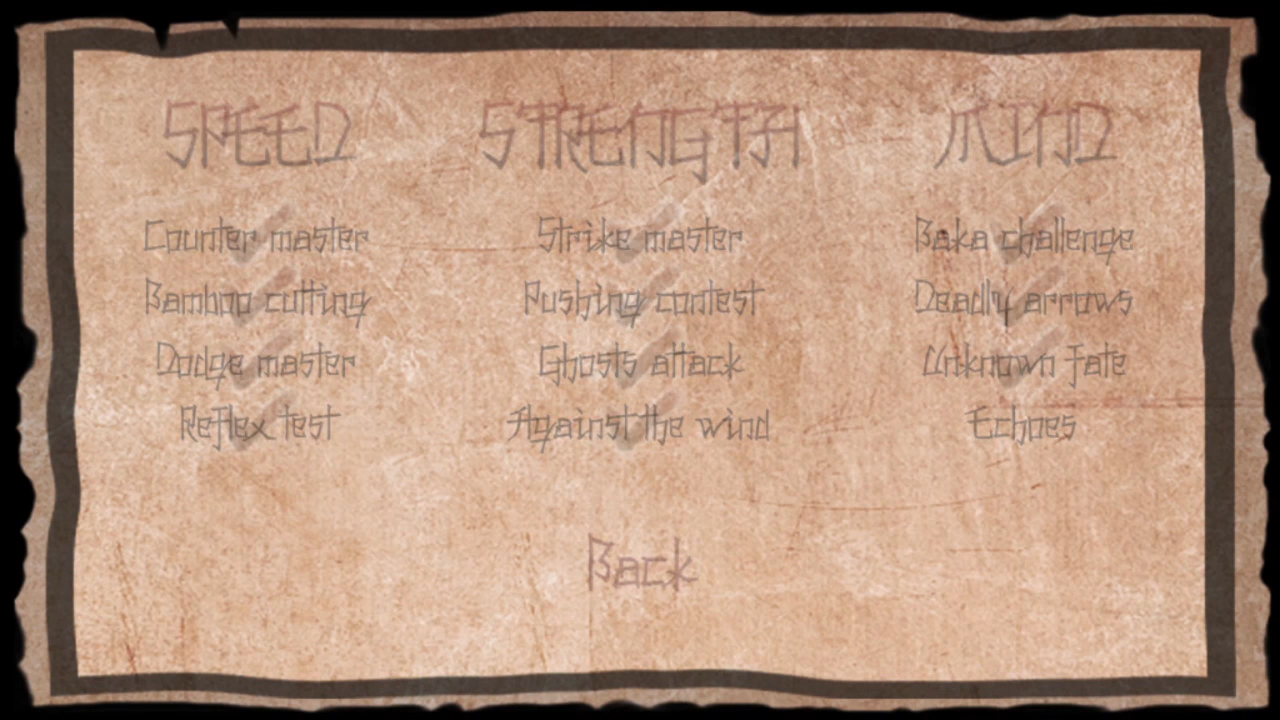 SPEED STRENGTH MIND
Counter master Strike master Baka challenge
Bamboo cutting Pushing contest Deadly arrows
Dodge master Ghosts attack Unknown fate
Reflex test Against the wind Echoes
Back